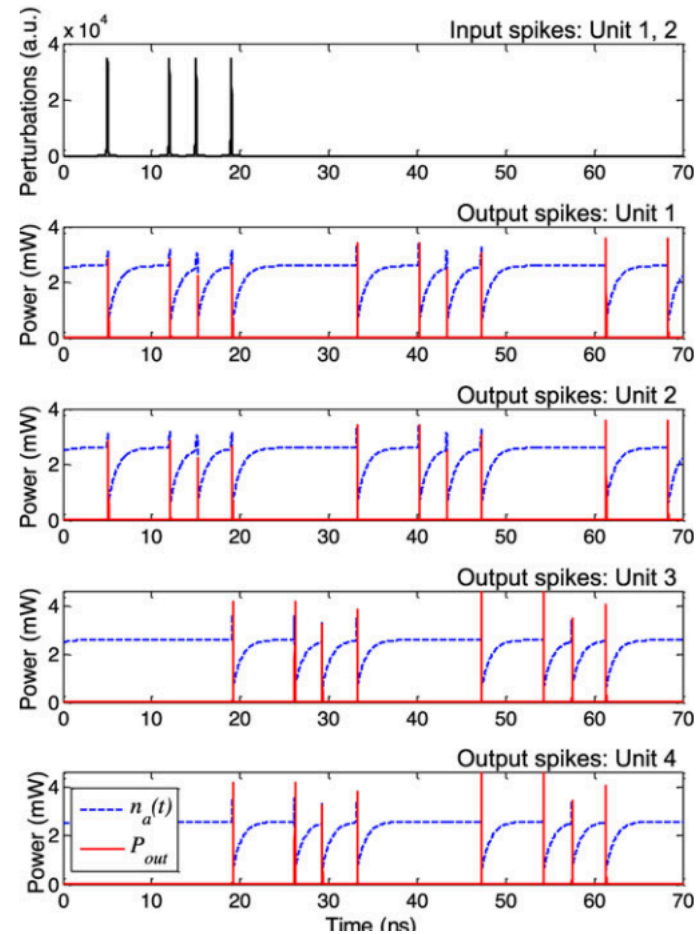 × 10⁴
Input spikes: Unit 1, 2
Perturbations (a.u.)
4
2
0
0 10 20 30 40 50 60 70
Output spikes: Unit 1
Power (mW)
4
2
0
0 10 20 30 40 50 60 70
Output spikes: Unit 2
Power (mW)
4
2
0
0 10 20 30 40 50 60 70
Output spikes: Unit 3
Power (mW)
4
2
0
0 10 20 30 40 50 60 70
Output spikes: Unit 4
Power (mW)
4
2
0
n_a(t)
P_out
0 10 20 30 40 50 60 70
Time (ns)